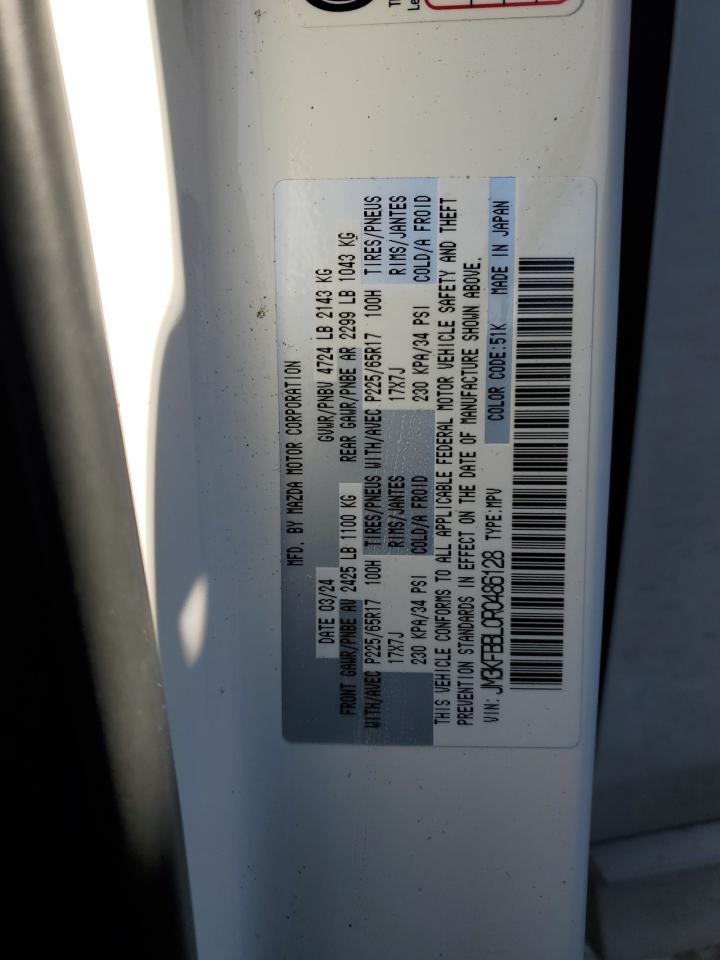 MFD. BY MAZDA MOTOR CORPORATION
DATE 03/24 GVWR/PNBV 4724 LB 2143 KG
FRONT GAWR/PNBE AV 2425 LB 1100 KG REAR GAWR/PNBE AR 2299 LB 1043 KG
WITH/AVEC P225/65R17 100H TIRES/PNEUS WITH/AVEC P225/65R17 100H TIRES/PNEUS
17X7J RIMS/JANTES 17X7J RIMS/JANTES
230 KPA/34 PSI COLD/A FROID 230 KPA/34 PSI COLD/A FROID
THIS VEHICLE CONFORMS TO ALL APPLICABLE FEDERAL MOTOR VEHICLE SAFETY AND THEFT
PREVENTION STANDARDS IN EFFECT ON THE DATE OF MANUFACTURE SHOWN ABOVE.
VIN: JM3KFBBL0R0486128 TYPE:MPV COLOR CODE:51K MADE IN JAPAN